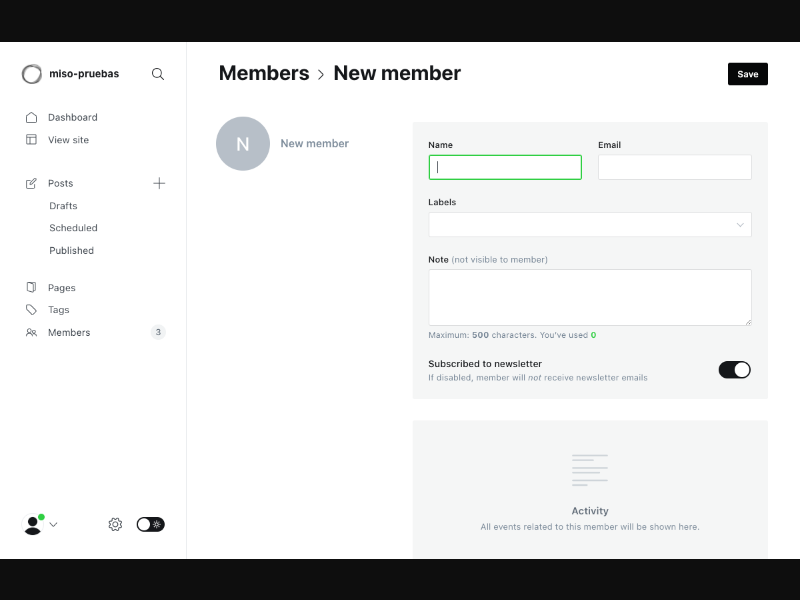 miso-pruebas
Dashboard
View site
Posts
Drafts
Scheduled
Published
Pages
Tags
Members 3
Members > New member
Save
N New member
Name Email
Labels
Note (not visible to member)
Maximum: 500 characters. You've used 0
Subscribed to newsletter
If disabled, member will not receive newsletter emails
Activity
All events related to this member will be shown here.